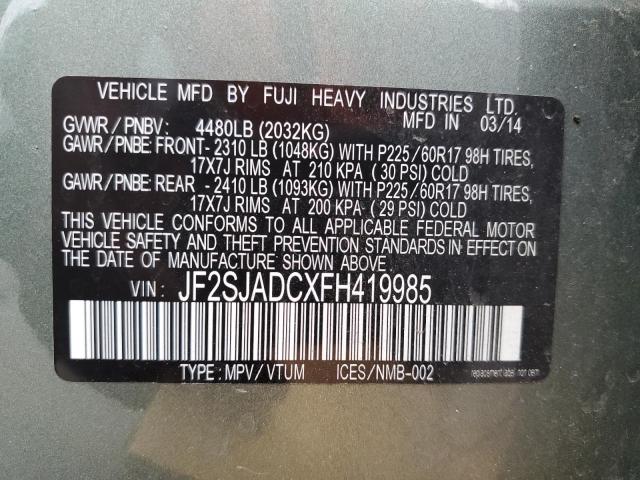 VEHICLE MFD BY FUJI HEAVY INDUSTRIES LTD.
GVWR / PNBV: 4480LB (2032KG) MFD IN 03/14
GAWR/PNBE: FRONT- 2310 LB (1048KG) WITH P225/60R17 98H TIRES,
17X7J RIMS AT 210 KPA (30 PSI) COLD
GAWR/PNBE: REAR - 2410 LB (1093KG) WITH P225/60R17 98H TIRES,
17X7J RIMS AT 200 KPA- (29 PSI) COLD
THIS VEHICLE CONFORMS TO ALL APPLICABLE FEDERAL MOTOR
VEHICLE SAFETY AND THEFT PREVENTION STANDARDS IN EFFECT ON
THE DATE OF MANUFACTURE SHOWN ABOVE.
VIN: JF2SJADCXFH419985
TYPE: MPV/VTUM ICES/NMB-002
replacement label non oem